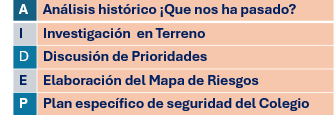 A Análisis histórico ¡Que nos ha pasado?
I Investigación en Terreno
D Discusión de Prioridades
E Elaboración del Mapa de Riesgos
P Plan específico de seguridad del Colegio